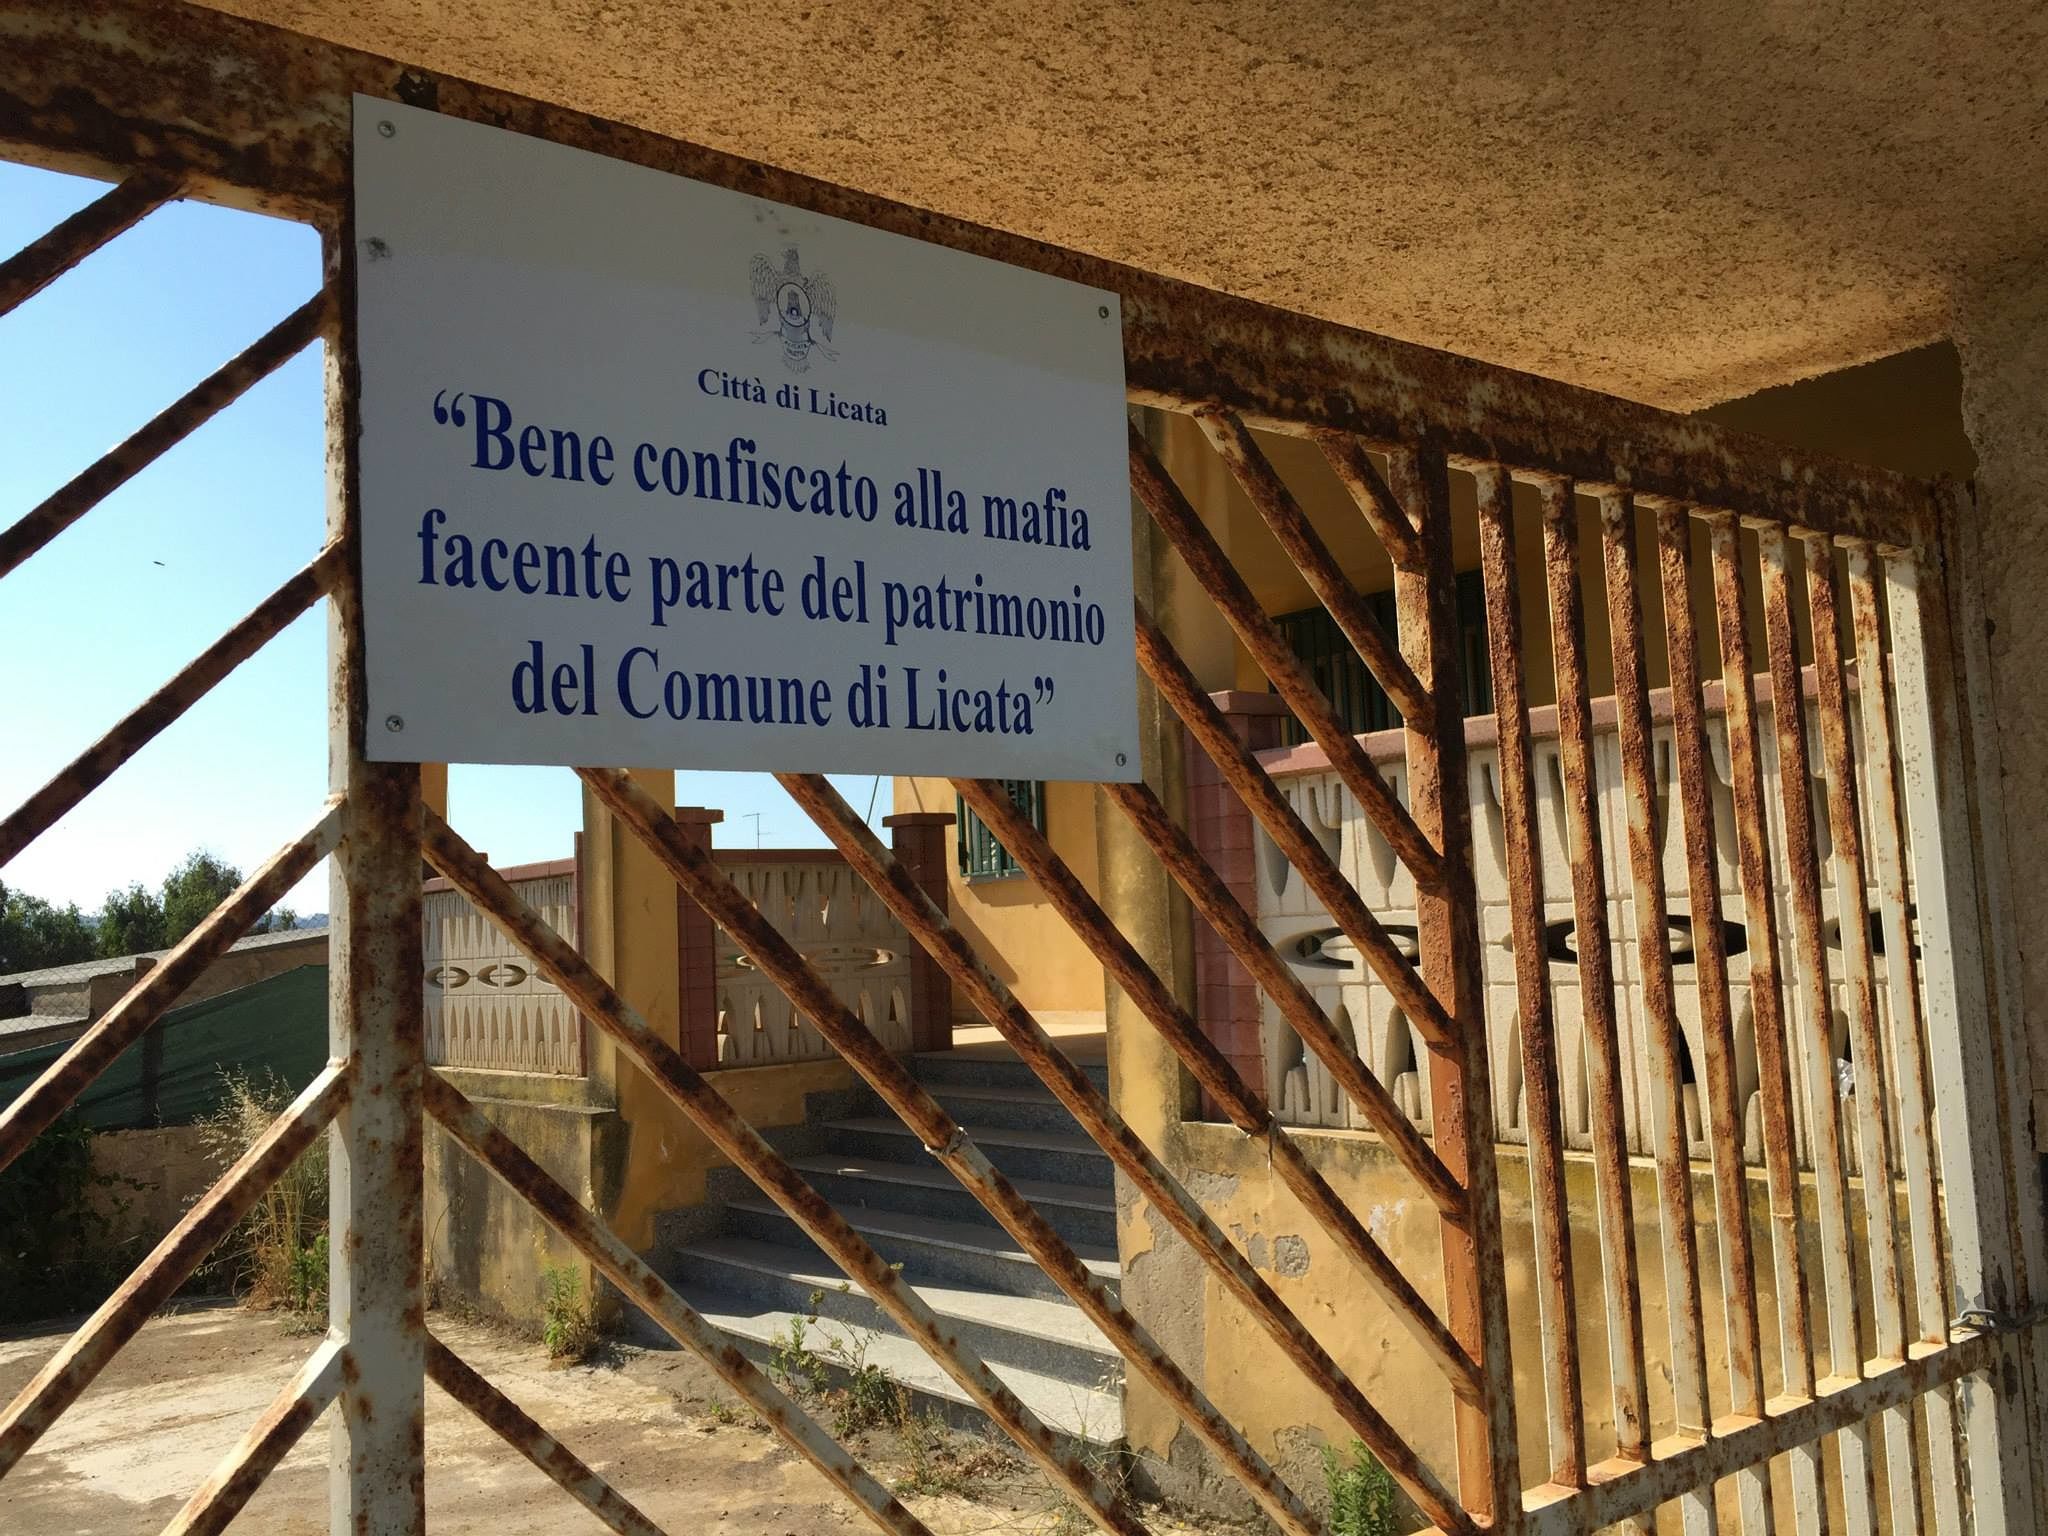 Città di Licata
“Bene confiscato alla mafia
facente parte del patrimonio
del Comune di Licata”